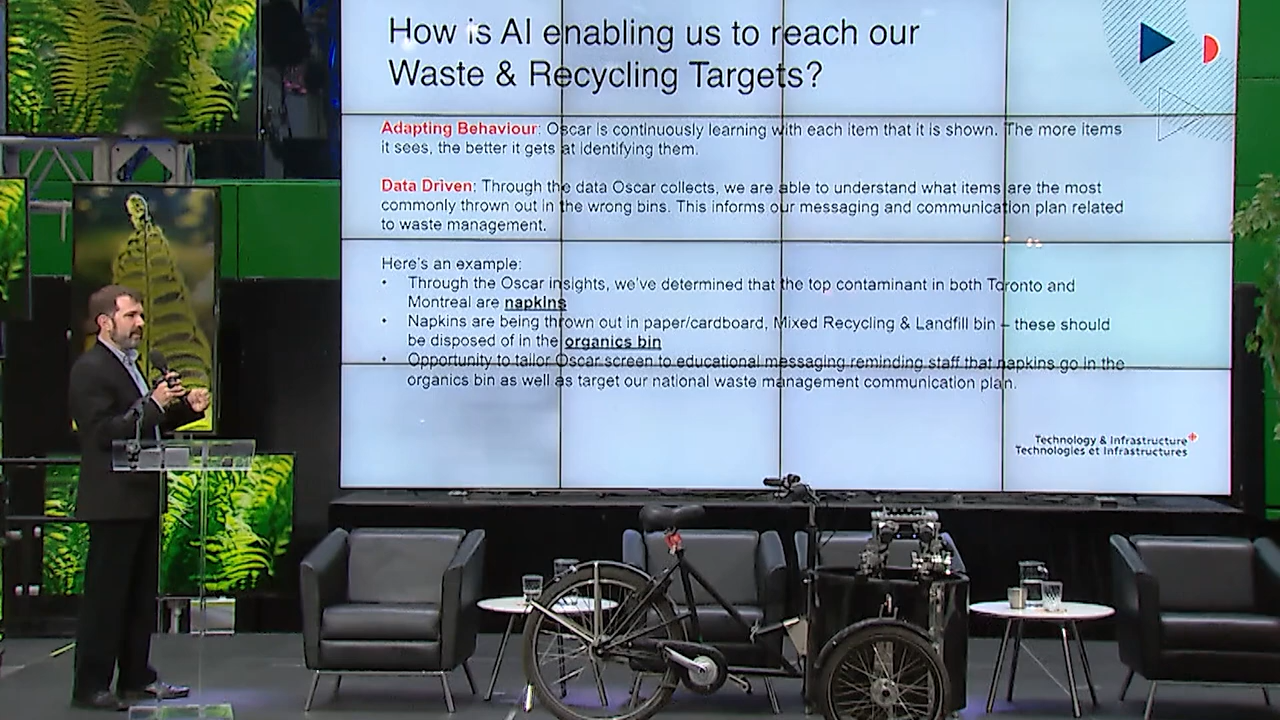 How is AI enabling us to reach our
Waste & Recycling Targets?
Adapting Behaviour: Oscar is continuously learning with each item that it is shown. The more items
it sees, the better it gets at identifying them.
Data Driven: Through the data Oscar collects, we are able to understand what items are the most
commonly thrown out in the wrong bins. This informs our messaging and communication plan related
to waste management.
Here's an example:
• Through the Oscar insights, we've determined that the top contaminant in both Toronto and
Montreal are napkins
• Napkins are being thrown out in paper/cardboard, Mixed Recycling & Landfill bin – these should
be disposed of in the organics bin
• Opportunity to tailor Oscar screen to educational messaging reminding staff that napkins go in the
organics bin as well as target our national waste management communication plan.
Technology & Infrastructure
Technologies et Infrastructures